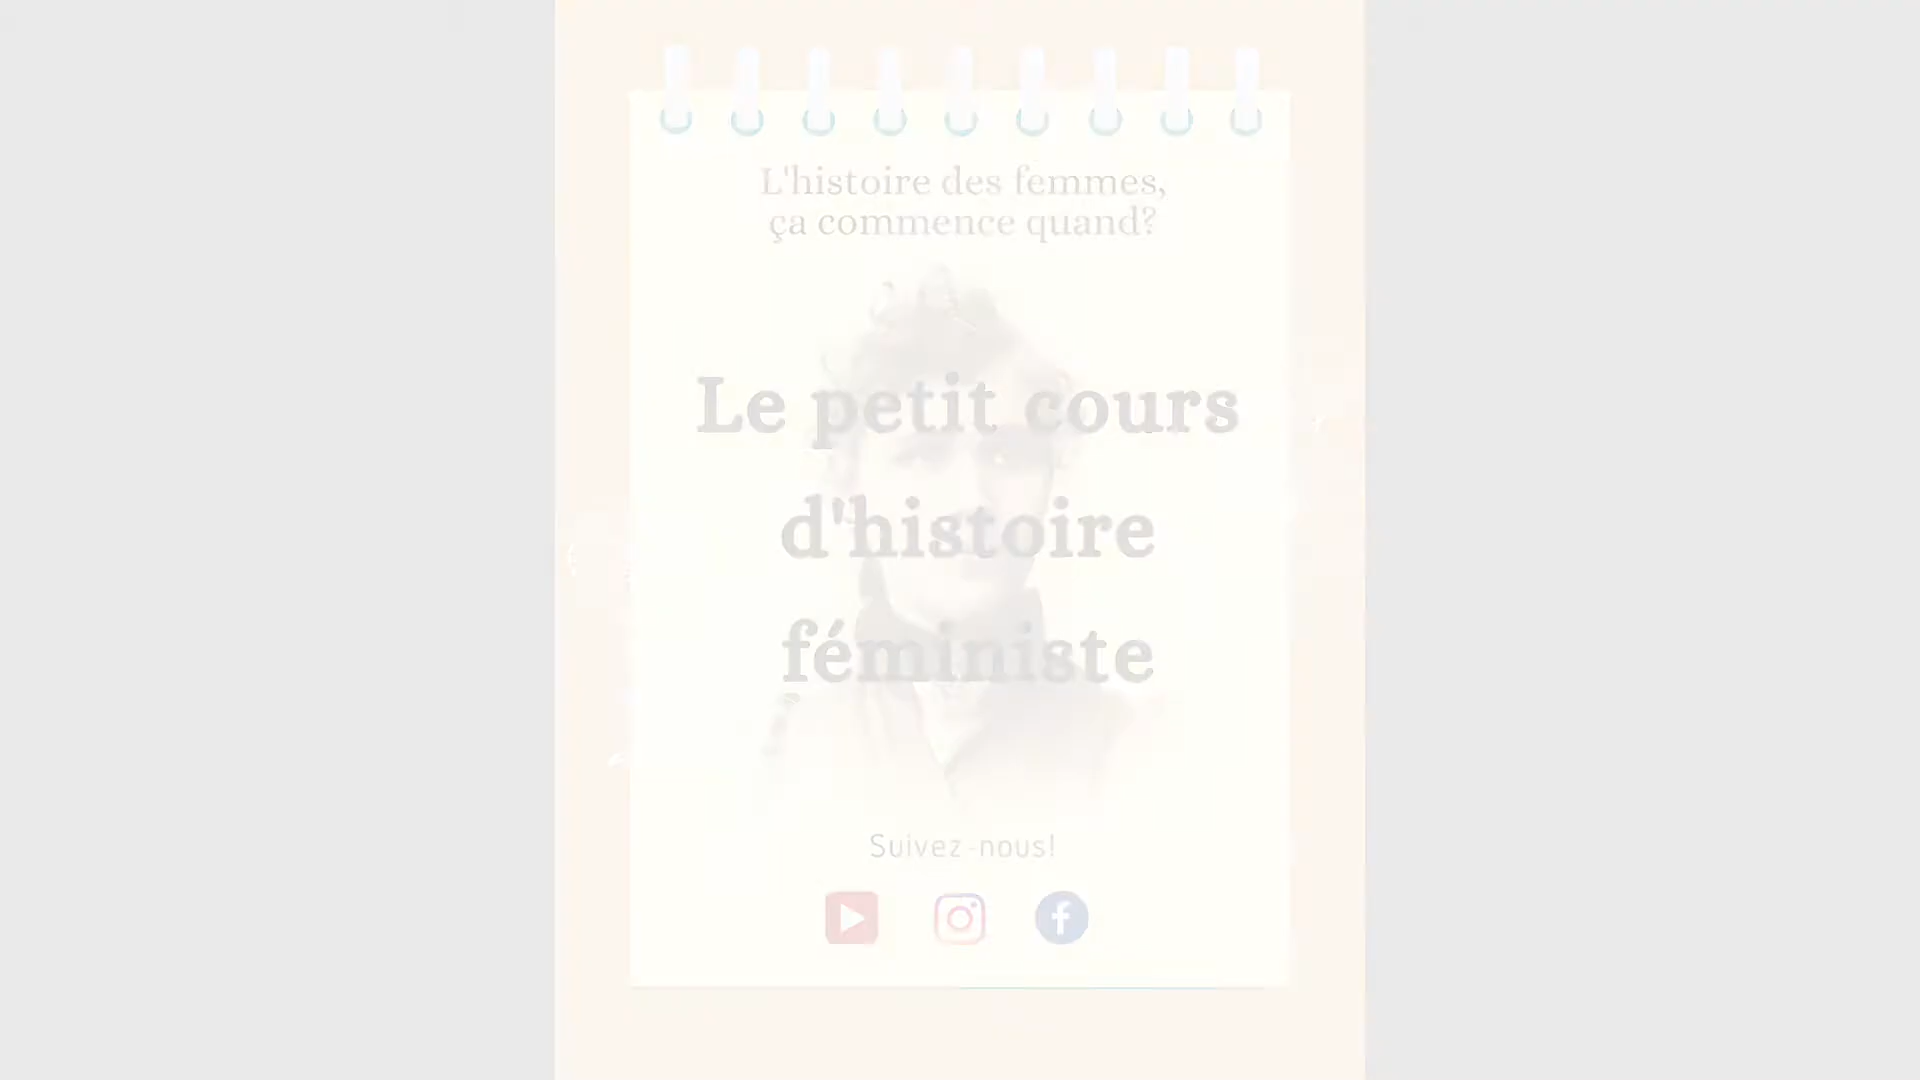 L'histoire des femmes,
ça commence quand?
Le petit cours
d'histoire
féministe
Suivez-nous!